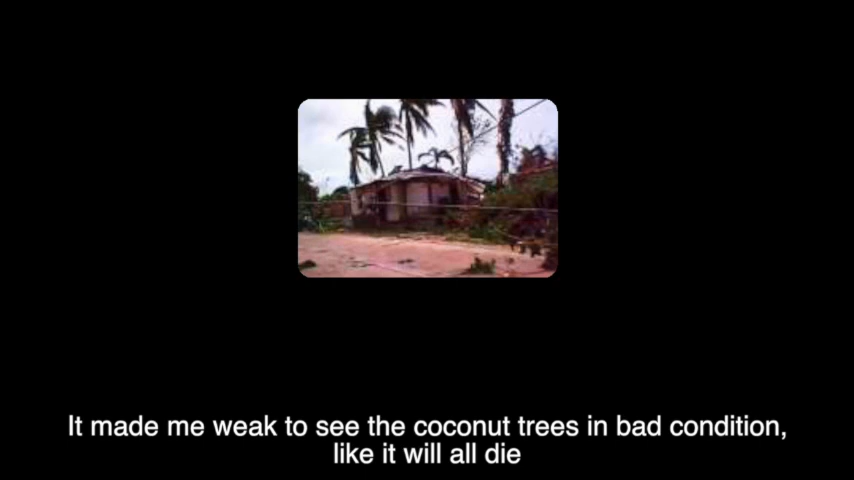 It made me weak to see the coconut trees in bad condition,
like it will all die